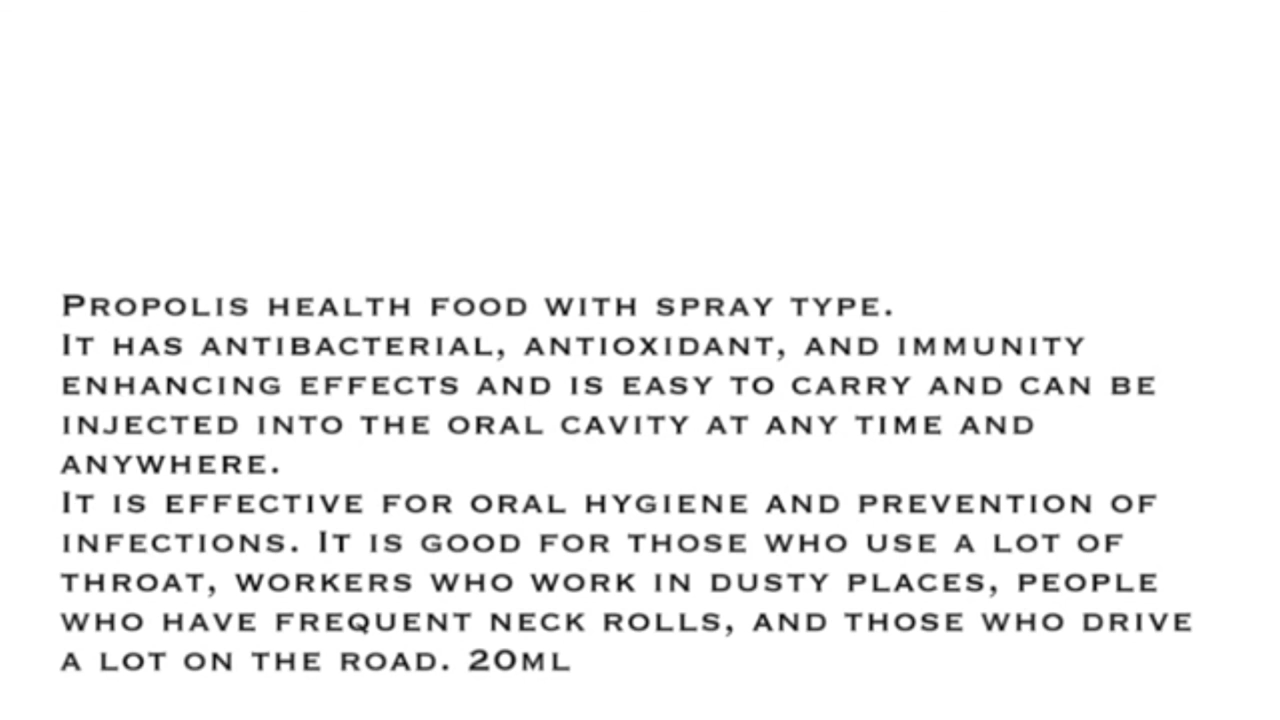 Propolis health food with spray type.
It has antibacterial, antioxidant, and immunity
enhancing effects and is easy to carry and can be
injected into the oral cavity at any time and
anywhere.
It is effective for oral hygiene and prevention of
infections. It is good for those who use a lot of
throat, workers who work in dusty places, people
who have frequent neck rolls, and those who drive
a lot on the road. 20ml